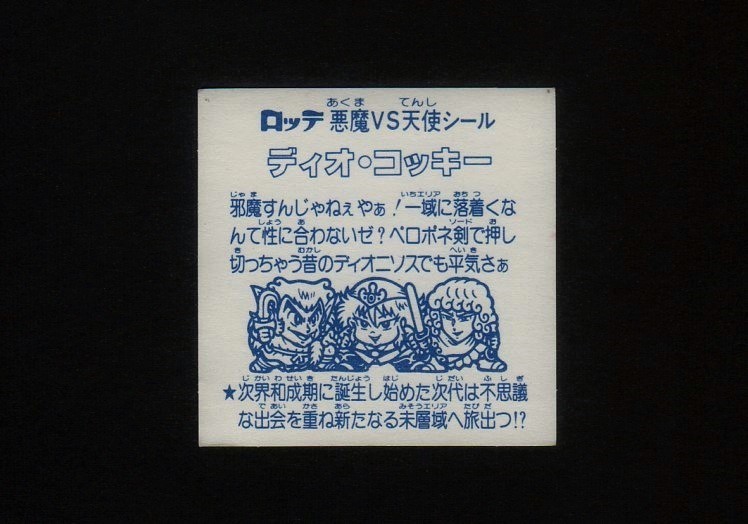 ロッテ 悪魔VS天使シール
ディオ・コッキー
邪魔すんじゃねぇやぁ!一域に落着くな
んて性に合わないゼ?ペロポネ剣で押し
切っちゃう昔のディオニソスでも平気さぁ
★次界和成期に誕生し始めた次代は不思議
な出会を重ね新たなる未層域へ旅出つ!?